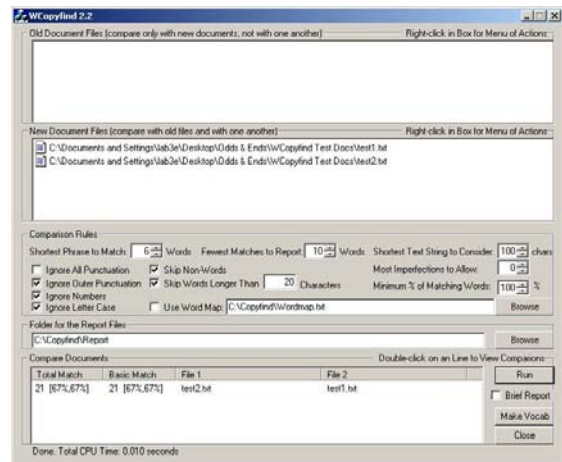 WCopyfind 2.2
Old Document Files (compare only with new documents, not with one another) Right-click in Box for Menu of Actions
New Document Files (compare with old files and with one another) Right-click in Box for Menu of Actions
C:\Documents and Settings\lab3e\Desktop\Odds & Ends\WCopyfind Test Docs\test1.txt
C:\Documents and Settings\lab3e\Desktop\Odds & Ends\WCopyfind Test Docs\test2.txt
Comparison Rules
Shortest Phrase to Match: 6 Words Fewest Matches to Report: 10 Words Shortest Text String to Consider: 100 chars
Ignore All Punctuation Skip Non-Words Most Imperfections to Allow: 0
Ignore Outer Punctuation Skip Words Longer Than 20 Characters Minimum % of Matching Words: 100 %
Ignore Numbers
Ignore Letter Case Use Word Map: C:\Copyfind\Wordmap.txt Browse
Folder for the Report Files
C:\Copyfind\Report Browse
Compare Documents Double-click on an Line to View Comparions
Total Match Basic Match File 1 File 2 Run
21 [67%,67%] 21 [67%,67%] test2.txt test1.txt
Brief Report
Make Vocab
Close
Done. Total CPU Time: 0.010 seconds